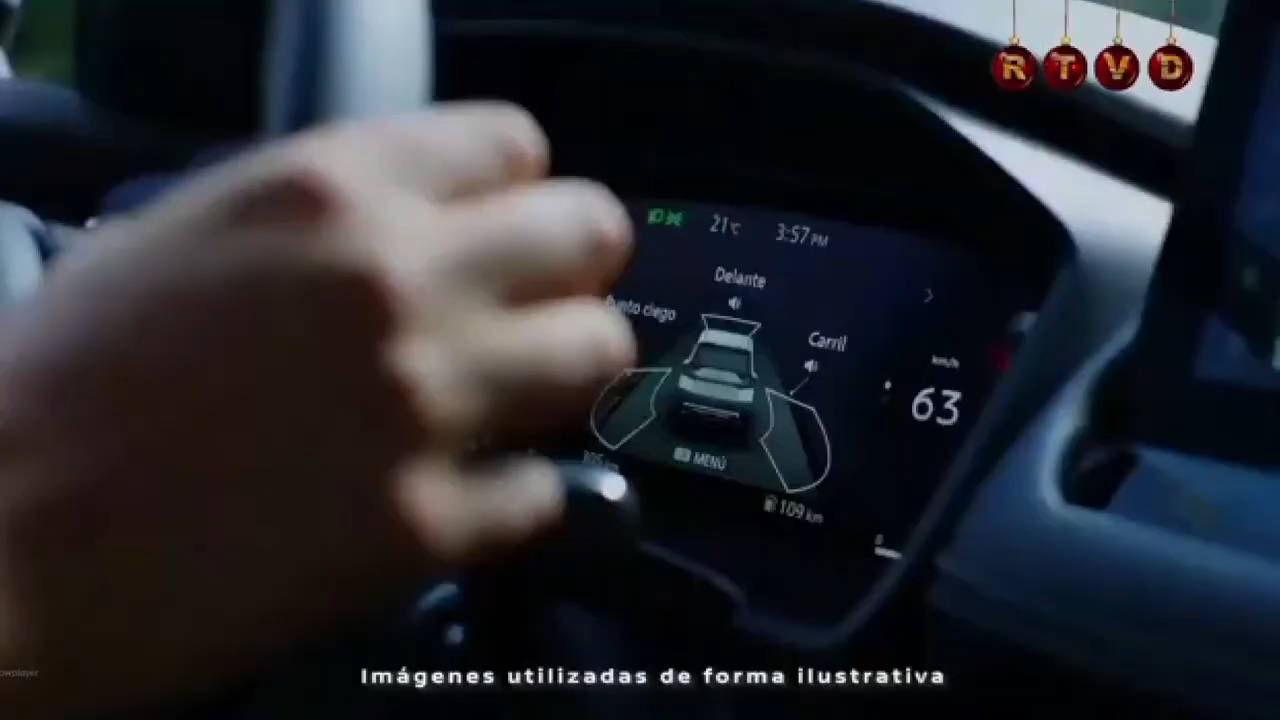 R T V D
21°C 3:57 PM
Delante
Punto ciego
Carril
km/h
63
MENÚ
109 km
Imágenes utilizadas de forma ilustrativa